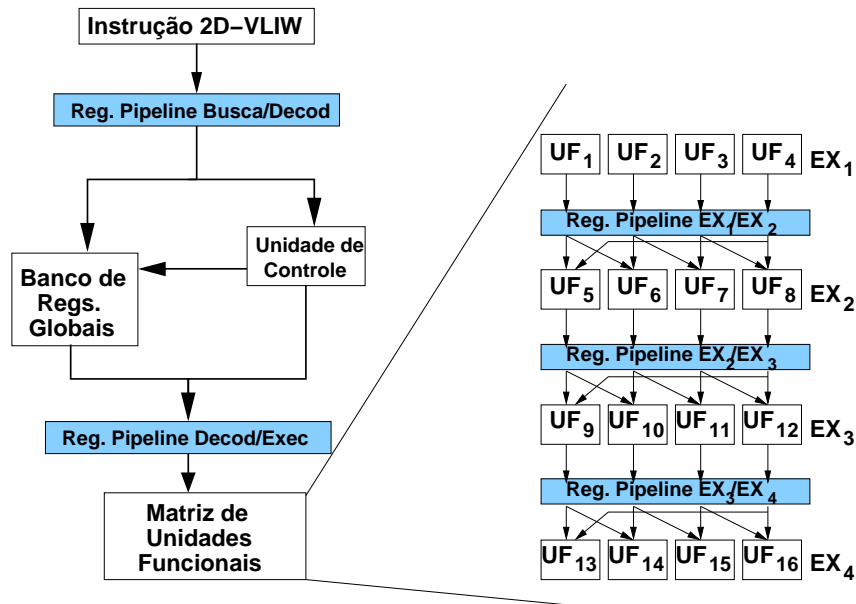 Instrução 2D-VLIW
Reg. Pipeline Busca/Decod
Unidade de
Controle
Banco de
Regs.
Globais
Reg. Pipeline Decod/Exec
Matriz de
Unidades
Funcionais
UF1 UF2 UF3 UF4 EX1
Reg. Pipeline EX1/EX2
UF5 UF6 UF7 UF8 EX2
Reg. Pipeline EX2/EX3
UF9 UF10 UF11 UF12 EX3
Reg. Pipeline EX3/EX4
UF13 UF14 UF15 UF16 EX4